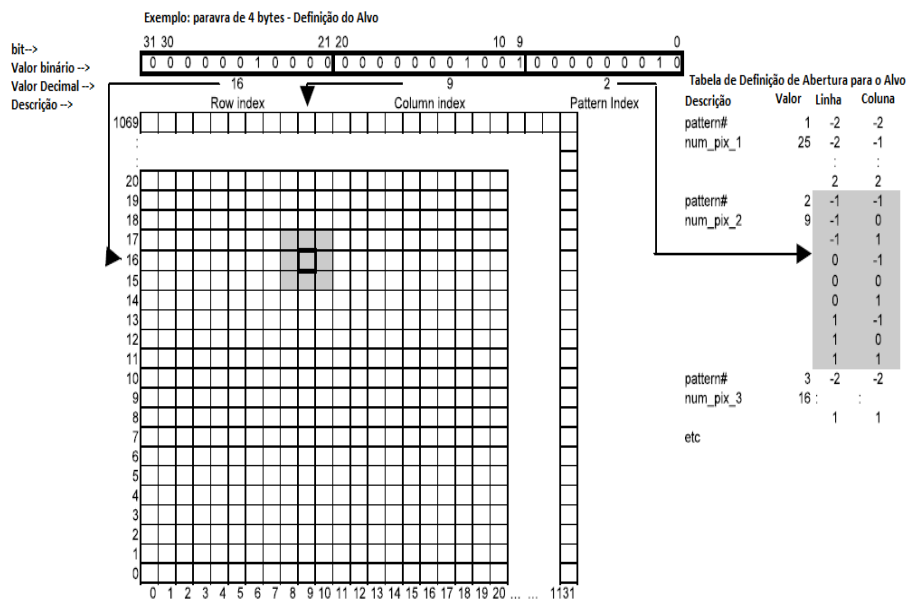 Exemplo: paravra de 4 bytes - Definição do Alvo
bit--> 31 30 21 20 10 9 0
Valor binário --> 0 0 0 0 0 0 1 0 0 0 0 0 0 0 0 0 0 0 1 0 0 1 0 0 0 0 0 0 0 1 0
Valor Decimal --> 16 9 2
Descrição --> Row index Column index Pattern Index
Tabela de Definição de Abertura para o Alvo
Descrição Valor Linha Coluna
pattern# 1 -2 -2
num_pix_1 25 -2 -1
: :
2 2
pattern# 2 -1 -1
num_pix_2 9 -1 0
-1 1
0 -1
0 0
0 1
1 -1
1 0
1 1
pattern# 3 -2 -2
num_pix_3 16 : :
1 1
etc
1069
:
:
20
19
18
17
16
15
14
13
12
11
10
9
8
7
6
5
4
3
2
1
0
0 1 2 3 4 5 6 7 8 9 10 11 12 13 14 15 16 17 18 19 20 ... ... 1131